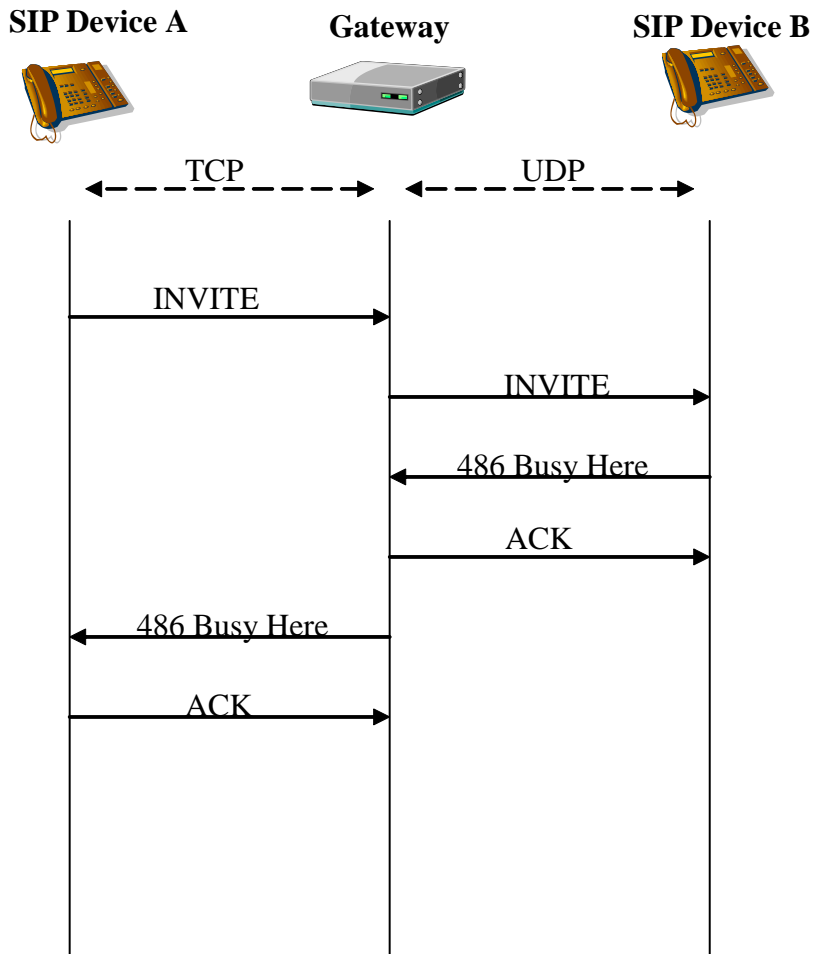 SIP Device A
Gateway
SIP Device B
TCP
UDP
INVITE
INVITE
486 Busy Here
ACK
486 Busy Here
ACK